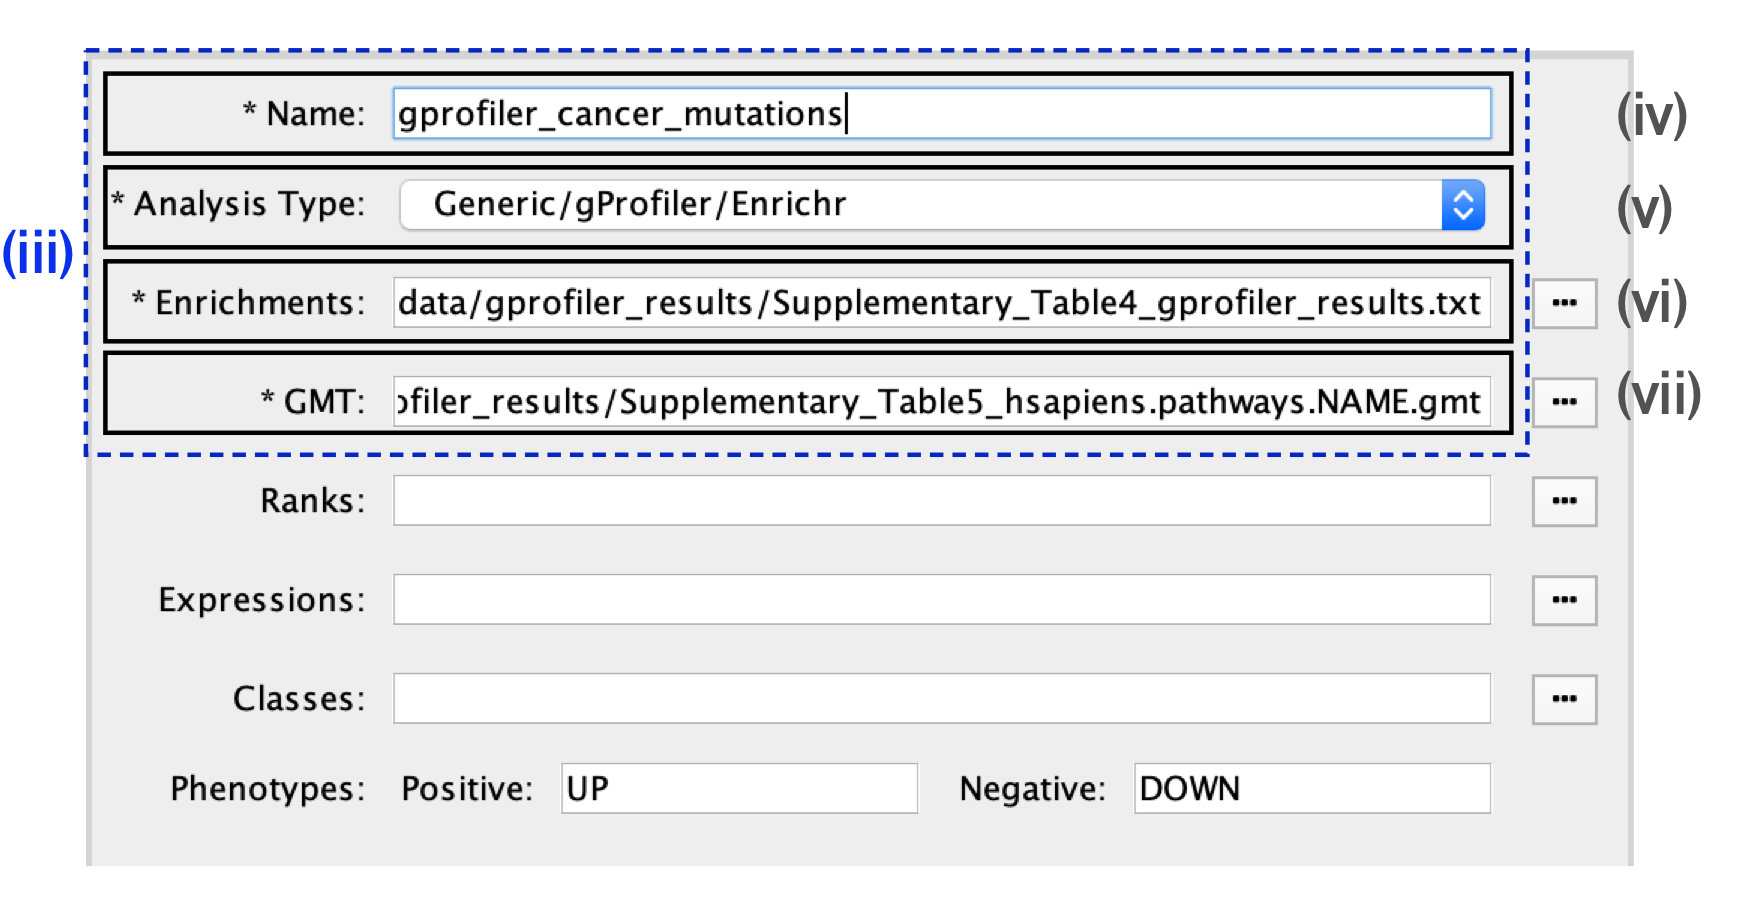 * Name: gprofiler_cancer_mutations (iv)
* Analysis Type: Generic/gProfiler/Enrichr (v)
(iii)
* Enrichments: data/gprofiler_results/Supplementary_Table4_gprofiler_results.txt ... (vi)
* GMT: ofiler_results/Supplementary_Table5_hsapiens.pathways.NAME.gmt ... (vii)
Ranks: ...
Expressions: ...
Classes: ...
Phenotypes: Positive: UP Negative: DOWN